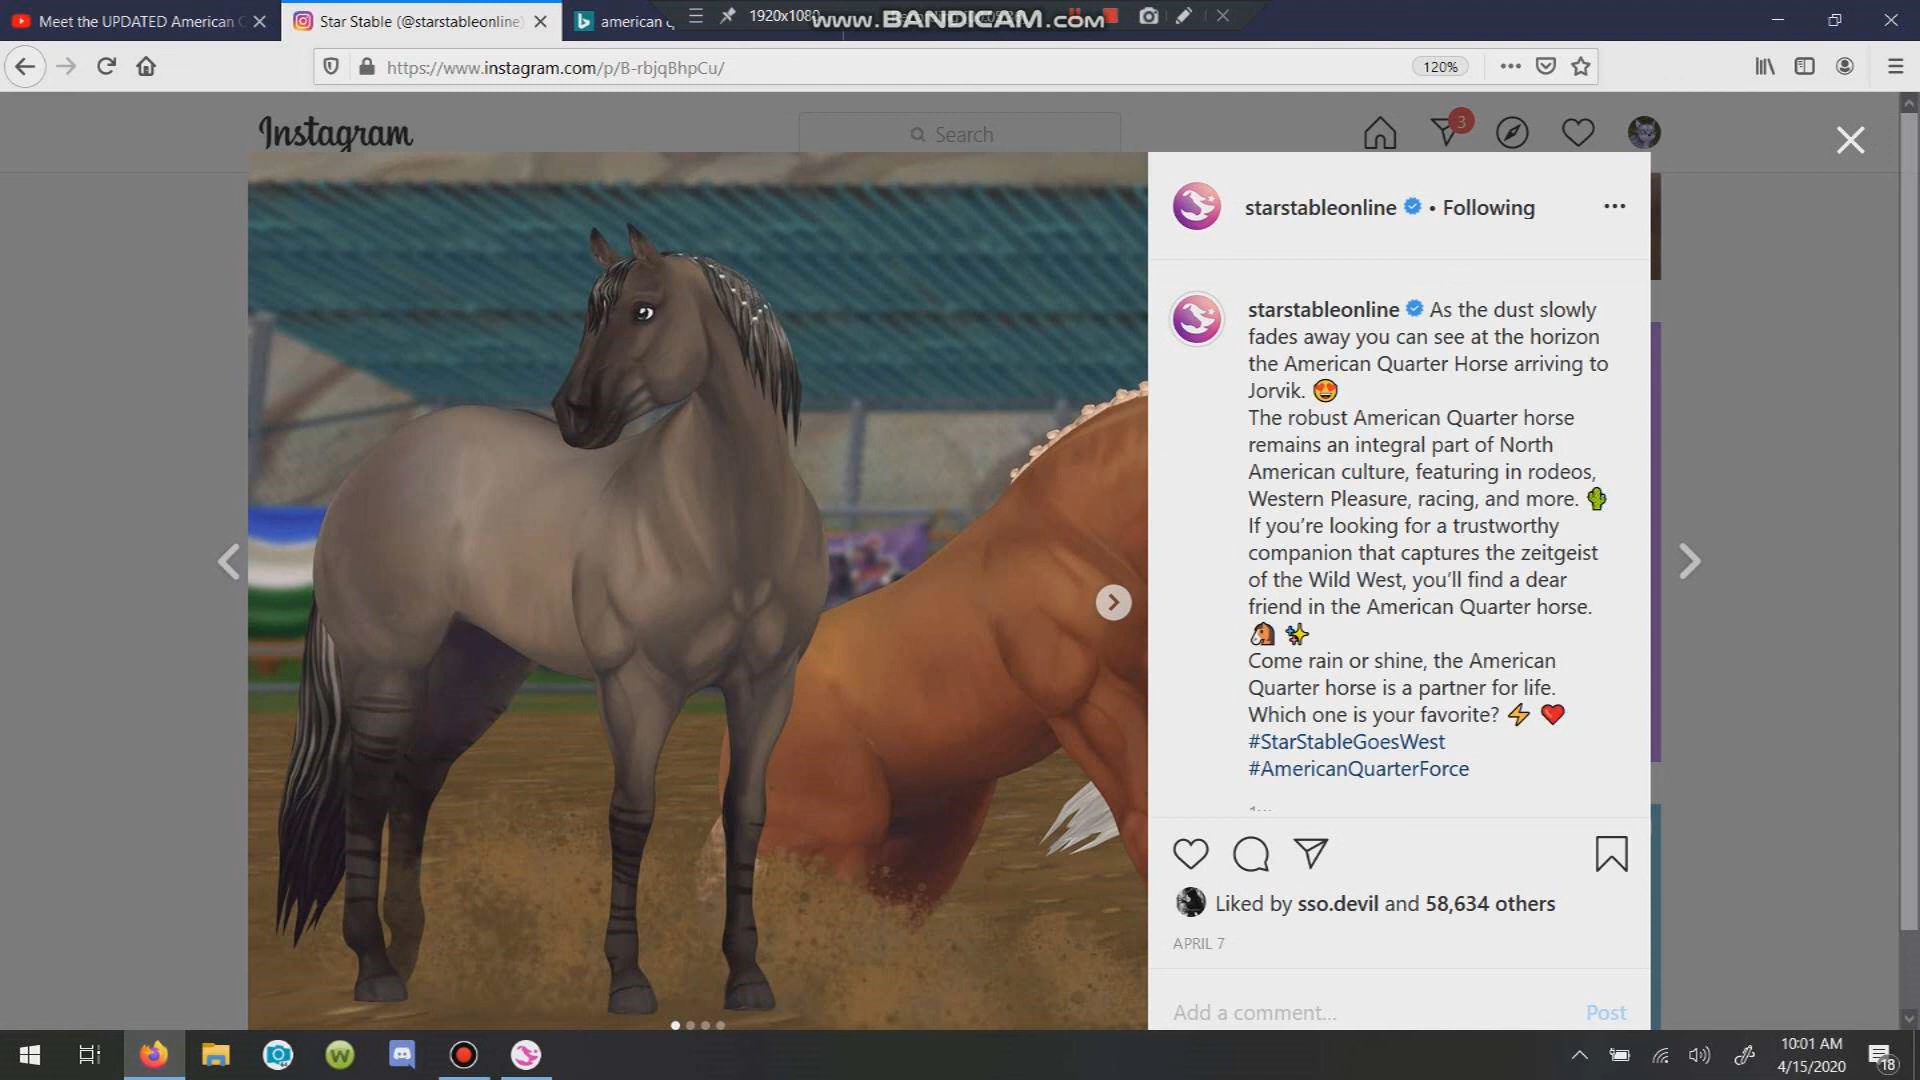 Meet the UPDATED American
Star Stable (@starstableonline)
american
1920x1080
www.BANDICAM.com
https://www.instagram.com/p/B-rbjqBhpCu/
120%
Instagram
Search
3
starstableonline • Following
starstableonline As the dust slowly
fades away you can see at the horizon
the American Quarter Horse arriving to
Jorvik. 😍
The robust American Quarter horse
remains an integral part of North
American culture, featuring in rodeos,
Western Pleasure, racing, and more. 🌵
If you’re looking for a trustworthy
companion that captures the zeitgeist
of the Wild West, you’ll find a dear
friend in the American Quarter horse.
🐴 ✨
Come rain or shine, the American
Quarter horse is a partner for life.
Which one is your favorite? ⚡ ❤️
#StarStableGoesWest
#AmericanQuarterForce
Liked by sso.devil and 58,634 others
APRIL 7
Add a comment...
Post
10:01 AM
4/15/2020
18